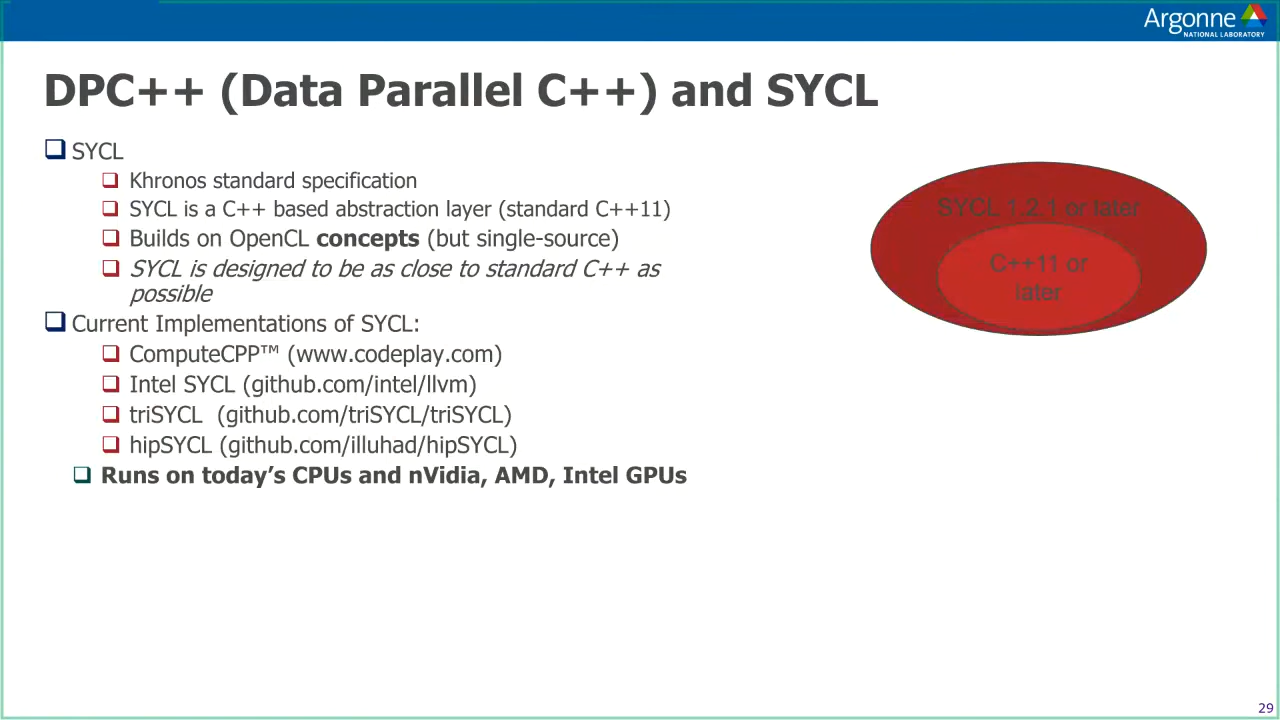 Argonne
NATIONAL LABORATORY
DPC++ (Data Parallel C++) and SYCL
SYCL
Khronos standard specification
SYCL is a C++ based abstraction layer (standard C++11)
Builds on OpenCL concepts (but single-source)
SYCL is designed to be as close to standard C++ as
possible
Current Implementations of SYCL:
ComputeCPP™ (www.codeplay.com)
Intel SYCL (github.com/intel/llvm)
triSYCL (github.com/triSYCL/triSYCL)
hipSYCL (github.com/illuhad/hipSYCL)
Runs on today’s CPUs and nVidia, AMD, Intel GPUs
SYCL 1.2.1 or later
C++11 or
later
29